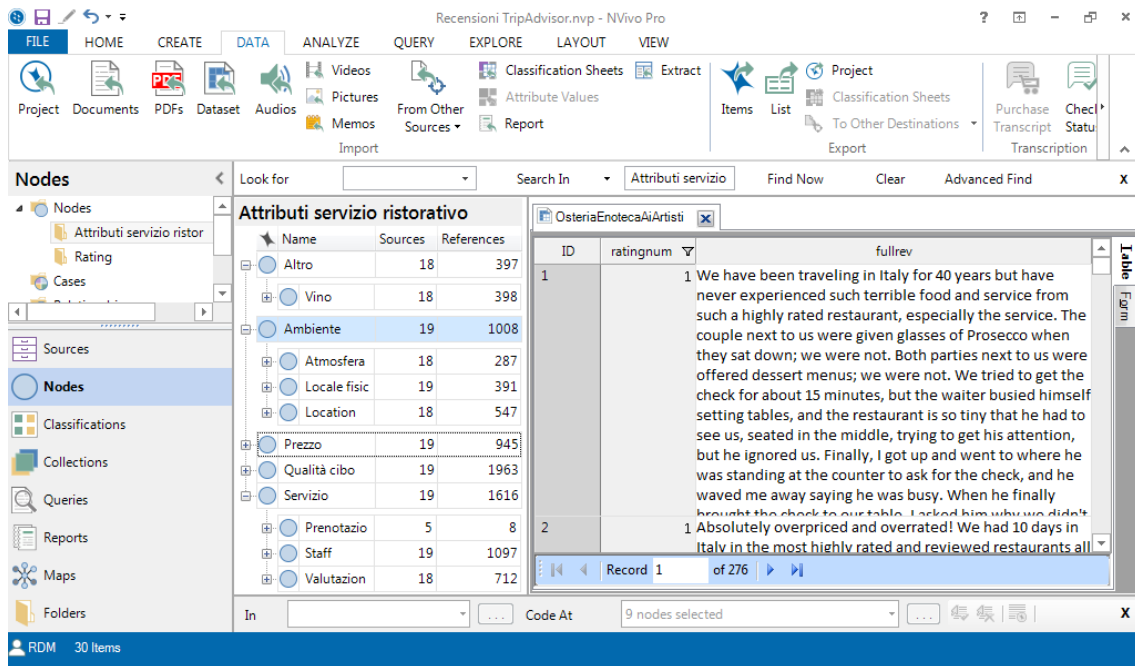 Recensioni TripAdvisor.nvp - NVivo Pro
FILE HOME CREATE DATA ANALYZE QUERY EXPLORE LAYOUT VIEW
Project Documents PDFs Dataset Audios Videos Pictures Memos From Other Sources Classification Sheets Attribute Values Report Extract
Import
Items List Project Classification Sheets To Other Destinations
Export
Purchase Transcript Check Statu
Transcription
Nodes
Look for Search In Attributi servizio Find Now Clear Advanced Find x
Nodes
Attributi servizio ristor
Rating
Cases
Sources
Nodes
Classifications
Collections
Queries
Reports
Maps
Folders
Attributi servizio ristorativo
Name Sources References
Altro 18 397
Vino 18 398
Ambiente 19 1008
Atmosfera 18 287
Locale fisic 19 391
Location 18 547
Prezzo 19 945
Qualità cibo 19 1963
Servizio 19 1616
Prenotazio 5 8
Staff 19 1097
Valutazion 18 712
OsteriaEnotecaAiArtisti
ID ratingnum fullrev
1 1 We have been traveling in Italy for 40 years but have
never experienced such terrible food and service from
such a highly rated restaurant, especially the service. The
couple next to us were given glasses of Prosecco when
they sat down; we were not. Both parties next to us were
offered dessert menus; we were not. We tried to get the
check for about 15 minutes, but the waiter busied himself
setting tables, and the restaurant is so tiny that he had to
see us, seated in the middle, trying to get his attention,
but he ignored us. Finally, I got up and went to where he
was standing at the counter to ask for the check, and he
waved me away saying he was busy. When he finally
brought the check to our table, I asked him why we didn't
2 1 Absolutely overpriced and overrated! We had 10 days in
Italy in the most highly rated and reviewed restaurants all
Table
Form
Record 1 of 276
In ... Code At 9 nodes selected ... x
RDM 30 Items